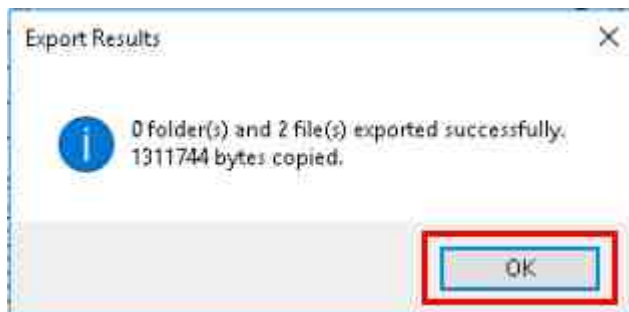 Export Results
0 folder(s) and 2 file(s) exported successfully.
1311744 bytes copied.
OK